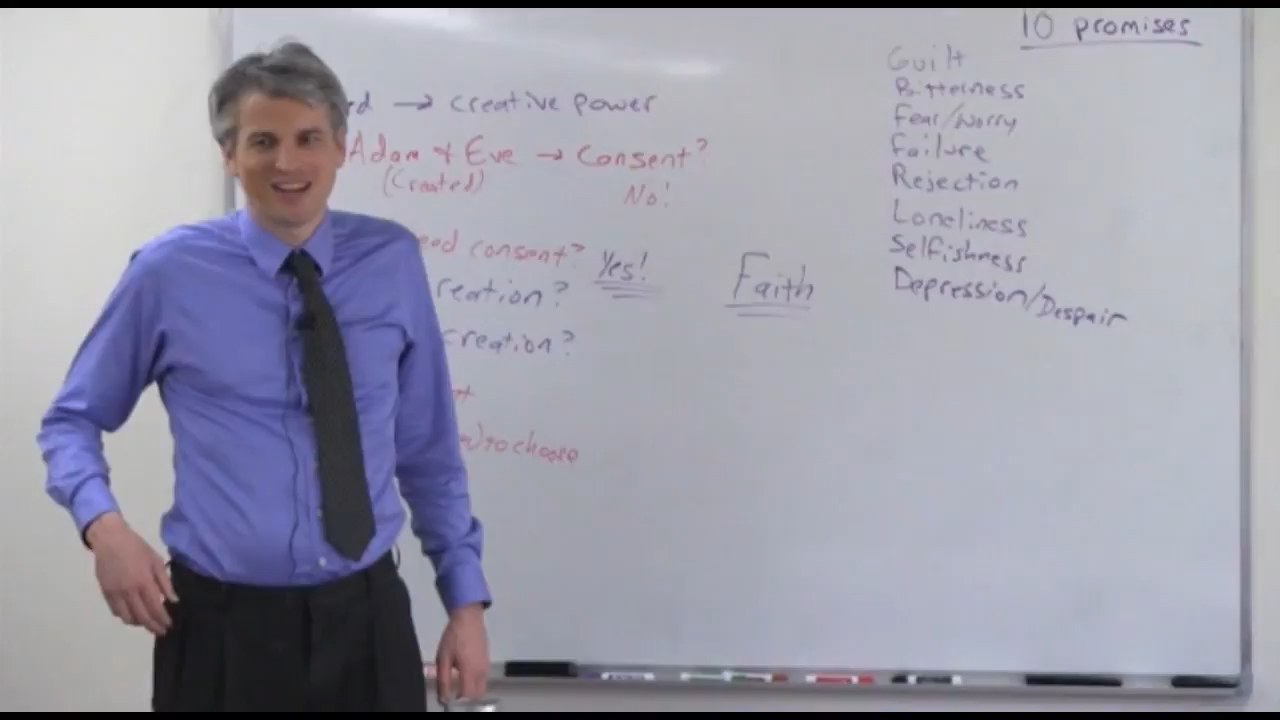 10 promises
→ creative power
Adam & Eve → Consent?
(Created)
No!
consent?
Yes!
creation?
Faith
to choose
Guilt
Bitterness
Fear/Worry
Failure
Rejection
Loneliness
Selfishness
Depression/Despair